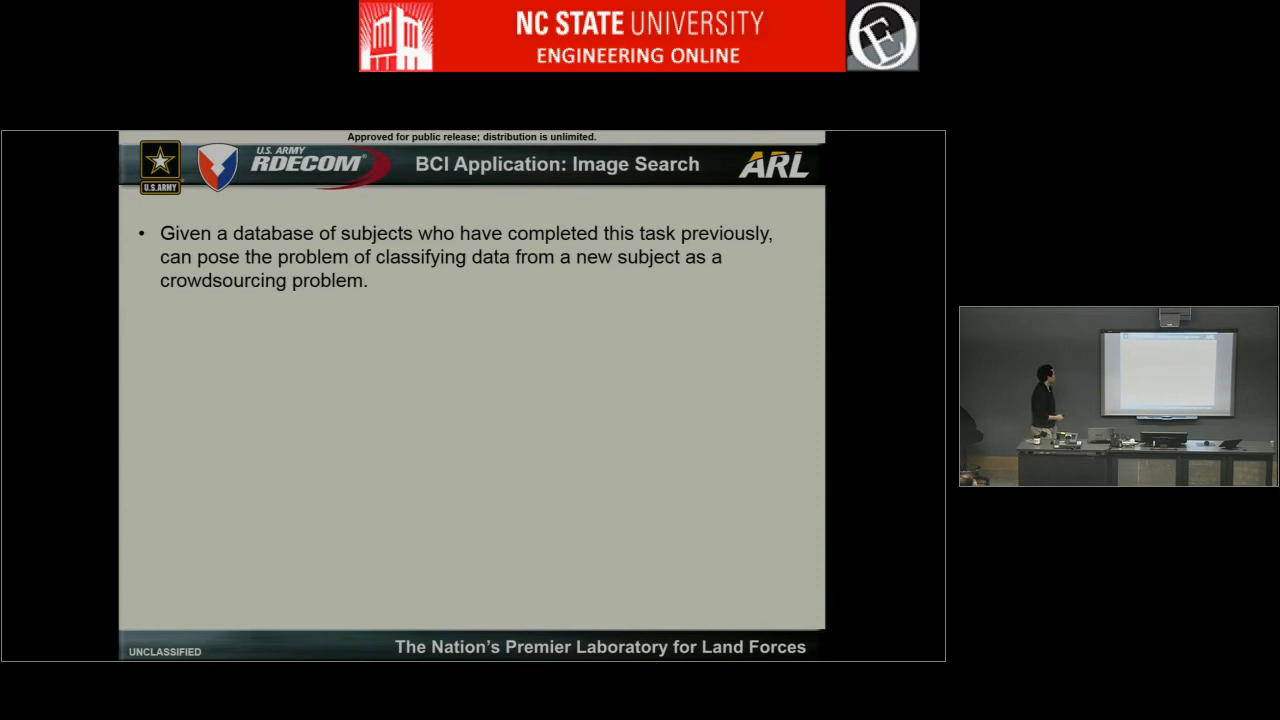 NC STATE UNIVERSITY
ENGINEERING ONLINE
Approved for public release; distribution is unlimited.
U.S. ARMY
U.S. ARMY
RDECOM®
BCI Application: Image Search
ARL
• Given a database of subjects who have completed this task previously,
can pose the problem of classifying data from a new subject as a
crowdsourcing problem.
UNCLASSIFIED
The Nation's Premier Laboratory for Land Forces